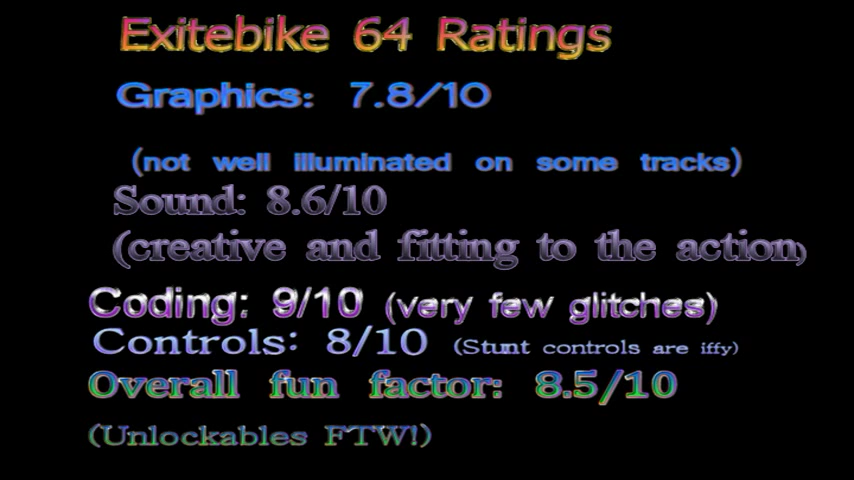 Exitebike 64 Ratings
Graphics: 7.8/10
(not well illuminated on some tracks)
Sound: 8.6/10
(creative and fitting to the action)
Coding: 9/10 (very few glitches)
Controls: 8/10 (Stunt controls are iffy)
Overall fun factor: 8.5/10
(Unlockables FTW!)